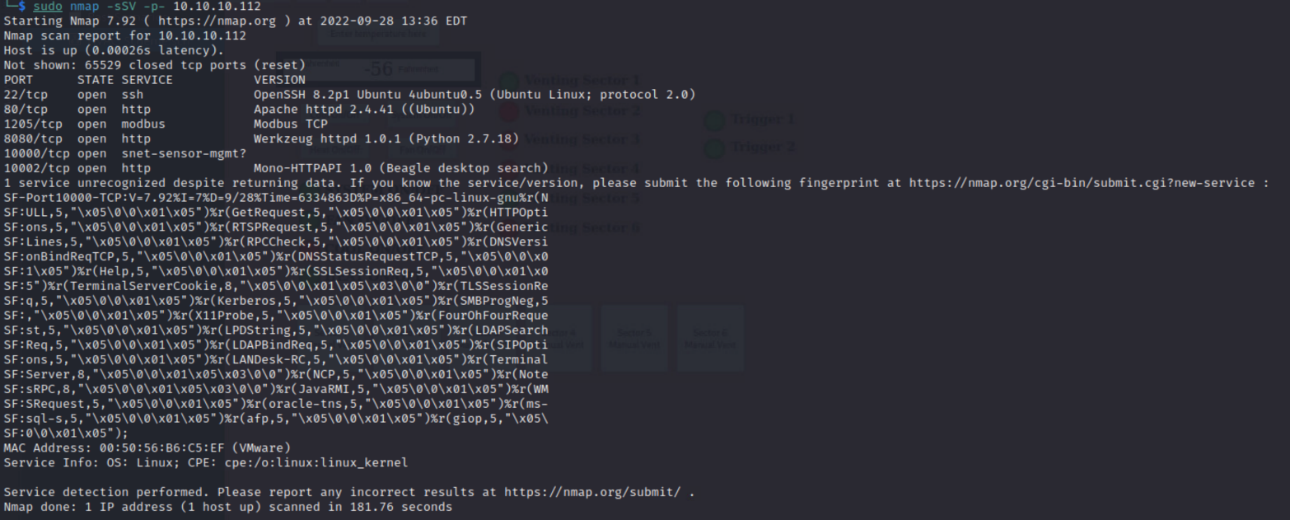 └─$ sudo nmap -sSV -p- 10.10.10.112
Starting Nmap 7.92 ( https://nmap.org ) at 2022-09-28 13:36 EDT
Nmap scan report for 10.10.10.112
Host is up (0.00026s latency).
Not shown: 65529 closed tcp ports (reset)
PORT      STATE SERVICE           VERSION
22/tcp    open  ssh               OpenSSH 8.2p1 Ubuntu 4ubuntu0.5 (Ubuntu Linux; protocol 2.0)
80/tcp    open  http              Apache httpd 2.4.41 ((Ubuntu))
1205/tcp  open  modbus            Modbus TCP
8080/tcp  open  http              Werkzeug httpd 1.0.1 (Python 2.7.18)
10000/tcp open  snet-sensor-mgmt?
10002/tcp open  http              Mono-HTTPAPI 1.0 (Beagle desktop search)
1 service unrecognized despite returning data. If you know the service/version, please submit the following fingerprint at https://nmap.org/cgi-bin/submit.cgi?new-service :
SF-Port10000-TCP:V=7.92%I=7%D=9/28%Time=6334863D%P=x86_64-pc-linux-gnu%r(N
SF:ULL,5,"\x05\0\0\x01\x05")%r(GetRequest,5,"\x05\0\0\x01\x05")%r(HTTPOpti
SF:ons,5,"\x05\0\0\x01\x05")%r(RTSPRequest,5,"\x05\0\0\x01\x05")%r(Generic
SF:Lines,5,"\x05\0\0\x01\x05")%r(RPCCheck,5,"\x05\0\0\x01\x05")%r(DNSVersi
SF:onBindReqTCP,5,"\x05\0\0\x01\x05")%r(DNSStatusRequestTCP,5,"\x05\0\0\x0
SF:1\x05")%r(Help,5,"\x05\0\0\x01\x05")%r(SSLSessionReq,5,"\x05\0\0\x01\x0
SF:5")%r(TerminalServerCookie,8,"\x05\0\0\x01\x05\x03\0\0")%r(TLSSessionRe
SF:q,5,"\x05\0\0\x01\x05")%r(Kerberos,5,"\x05\0\0\x01\x05")%r(SMBProgNeg,5
SF:,"\x05\0\0\x01\x05")%r(X11Probe,5,"\x05\0\0\x01\x05")%r(FourOhFourReque
SF:st,5,"\x05\0\0\x01\x05")%r(LPDString,5,"\x05\0\0\x01\x05")%r(LDAPSearch
SF:Req,5,"\x05\0\0\x01\x05")%r(LDAPBindReq,5,"\x05\0\0\x01\x05")%r(SIPOpti
SF:ons,5,"\x05\0\0\x01\x05")%r(LANDesk-RC,5,"\x05\0\0\x01\x05")%r(Terminal
SF:Server,8,"\x05\0\0\x01\x05\x03\0\0")%r(NCP,5,"\x05\0\0\x01\x05")%r(Note
SF:sRPC,8,"\x05\0\0\x01\x05\x03\0\0")%r(JavaRMI,5,"\x05\0\0\x01\x05")%r(WM
SF:SRequest,5,"\x05\0\0\x01\x05")%r(oracle-tns,5,"\x05\0\0\x01\x05")%r(ms-
SF:sql-s,5,"\x05\0\0\x01\x05")%r(afp,5,"\x05\0\0\x01\x05")%r(giop,5,"\x05\
SF:0\0\x01\x05");
MAC Address: 00:50:56:B6:C5:EF (VMware)
Service Info: OS: Linux; CPE: cpe:/o:linux:linux_kernel
Service detection performed. Please report any incorrect results at https://nmap.org/submit/ .
Nmap done: 1 IP address (1 host up) scanned in 181.76 seconds
-56
Venting Sector 1
Venting Sector 2
Venting Sector 3
Tripper 1
Tripper 2